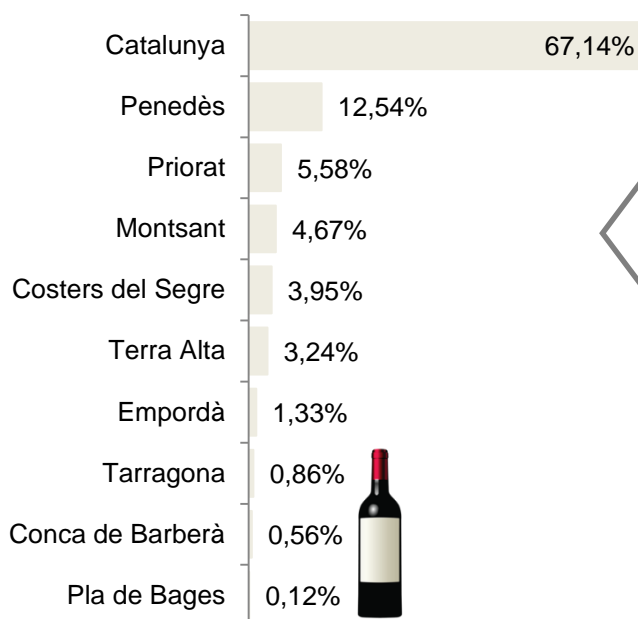 Catalunya 67,14%
Penedès 12,54%
Priorat 5,58%
Montsant 4,67%
Costers del Segre 3,95%
Terra Alta 3,24%
Empordà 1,33%
Tarragona 0,86%
Conca de Barberà 0,56%
Pla de Bages 0,12%